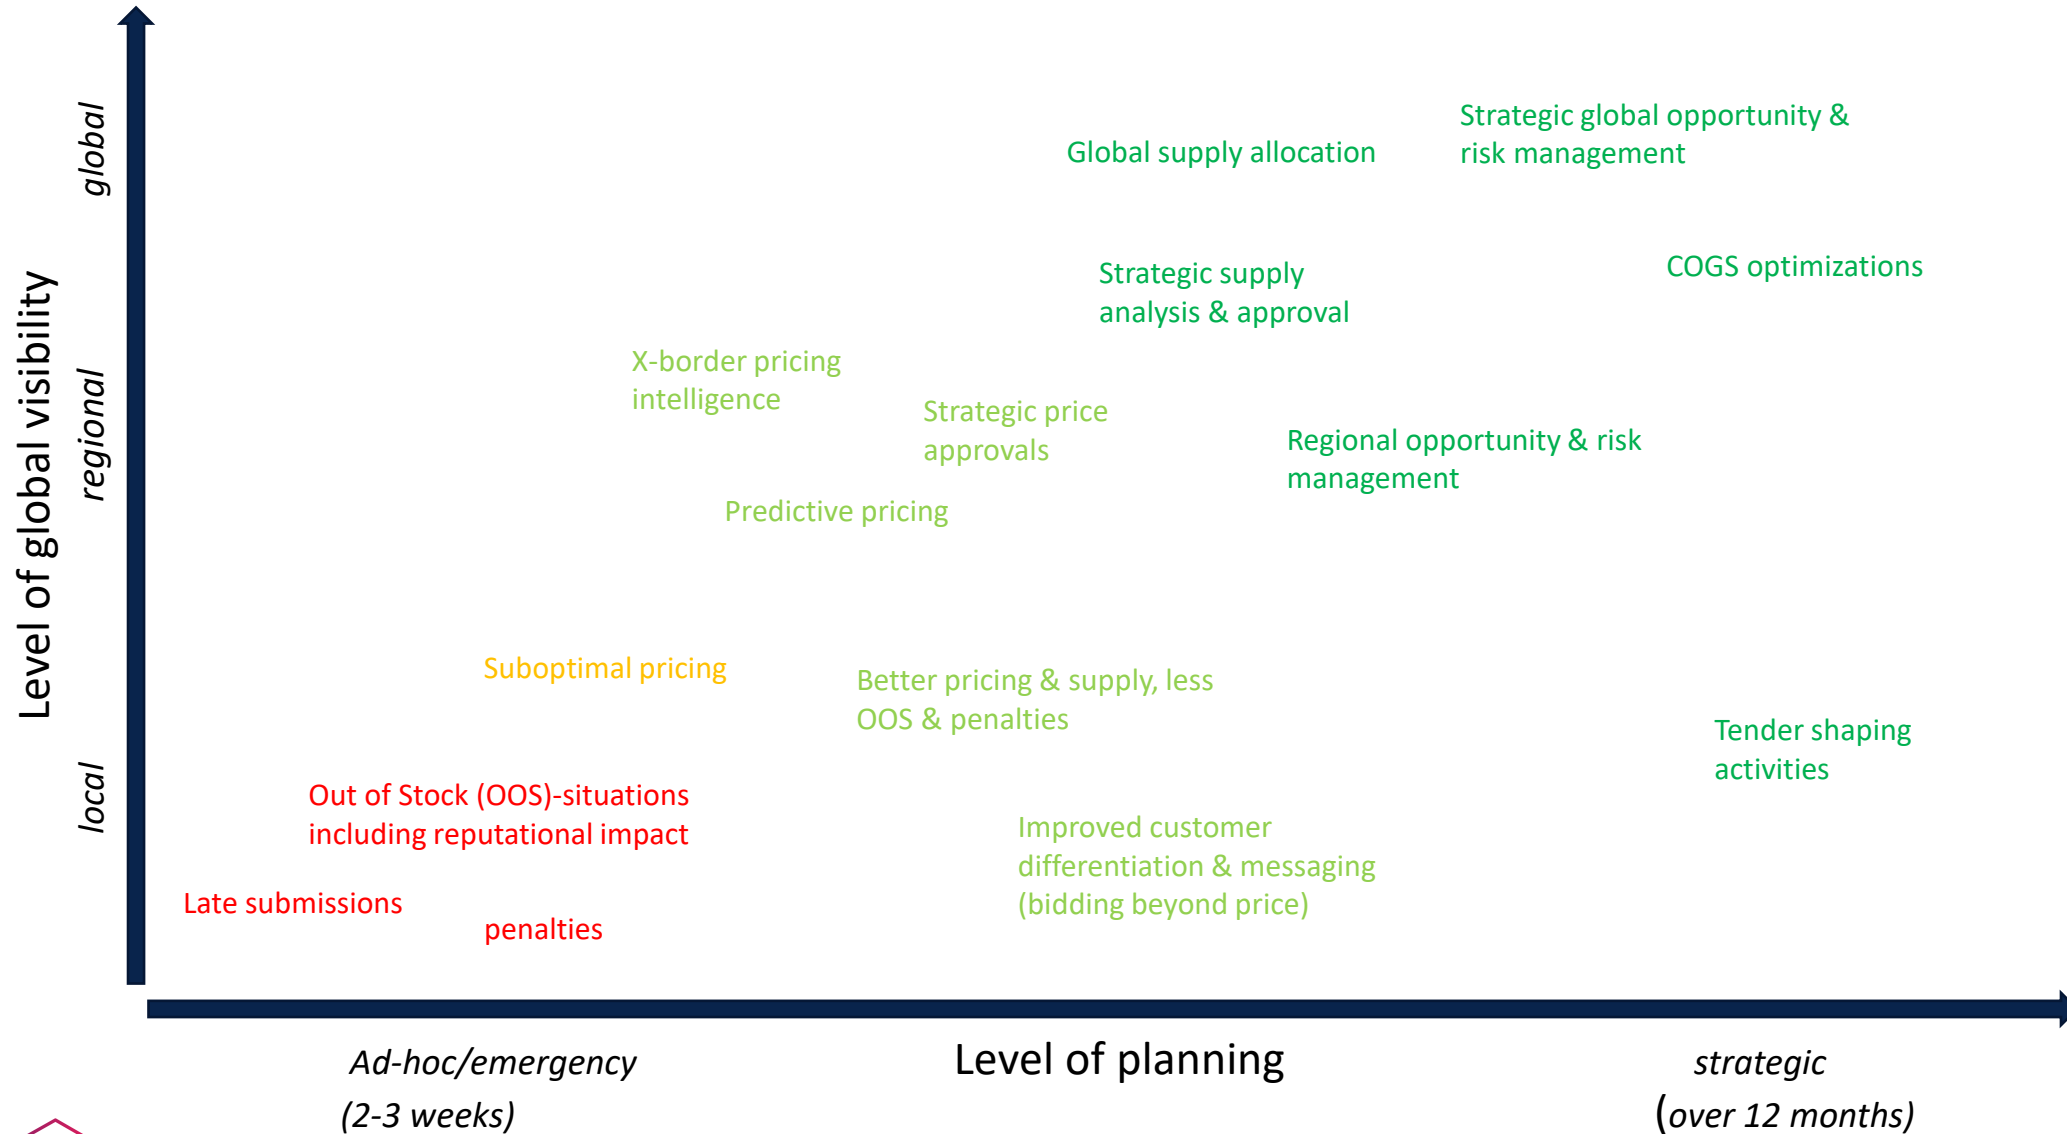 Level of global visibility
global
regional
local
Strategic global opportunity &
risk management
Global supply allocation
Strategic supply
analysis & approval
COGS optimizations
X-border pricing
intelligence
Strategic price
approvals
Regional opportunity & risk
management
Predictive pricing
Suboptimal pricing
Better pricing & supply, less
OOS & penalties
Tender shaping
activities
Out of Stock (OOS)-situations
including reputational impact
Improved customer
differentiation & messaging
(bidding beyond price)
Late submissions
penalties
Ad-hoc/emergency
(2-3 weeks)
Level of planning
strategic
(over 12 months)